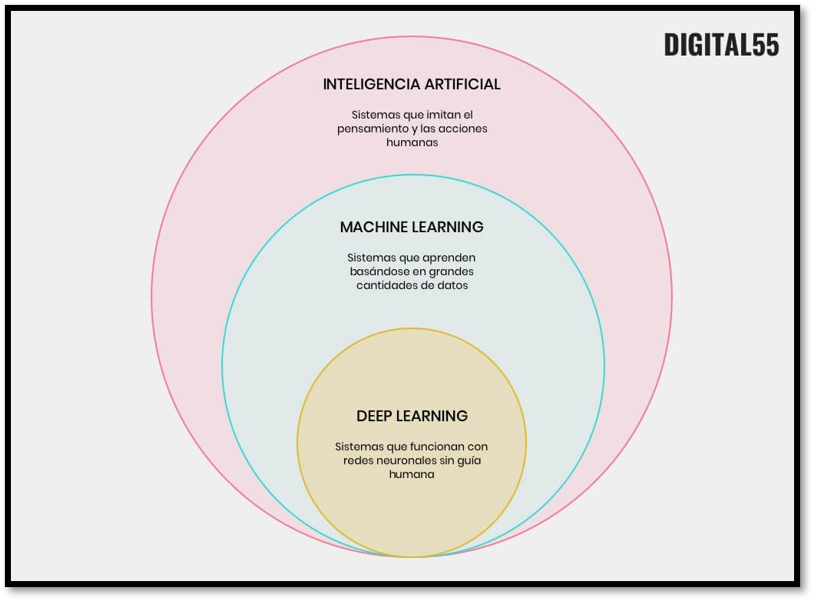 DIGITAL55
INTELIGENCIA ARTIFICIAL
Sistemas que imitan el
pensamiento y las acciones
humanas
MACHINE LEARNING
Sistemas que aprenden
basándose en grandes
cantidades de datos
DEEP LEARNING
Sistemas que funcionan con
redes neuronales sin guía
humana